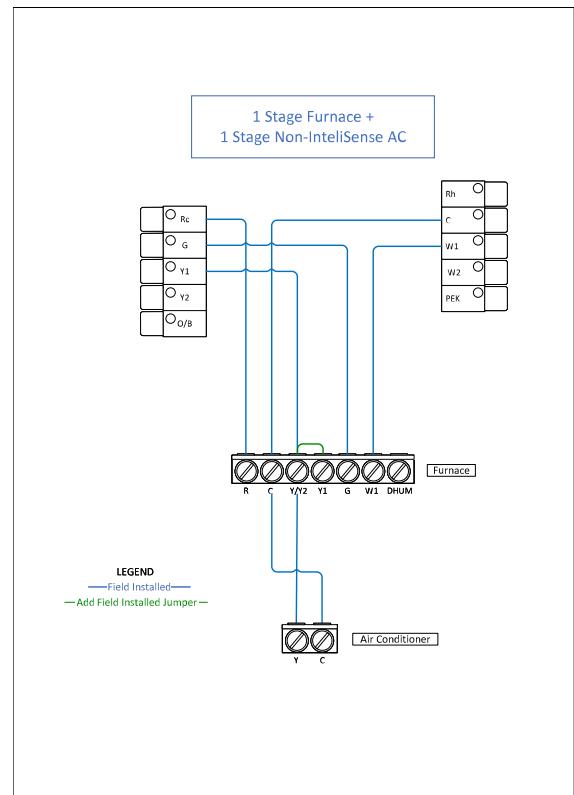 1 Stage Furnace +
1 Stage Non-InteliSense AC
Rc
G
Y1
Y2
O/B
Rh
C
W1
W2
PEK
R C Y/Y2 Y1 G W1 DHUM
Furnace
LEGEND
Field Installed
Add Field Installed Jumper
Air Conditioner
Y C